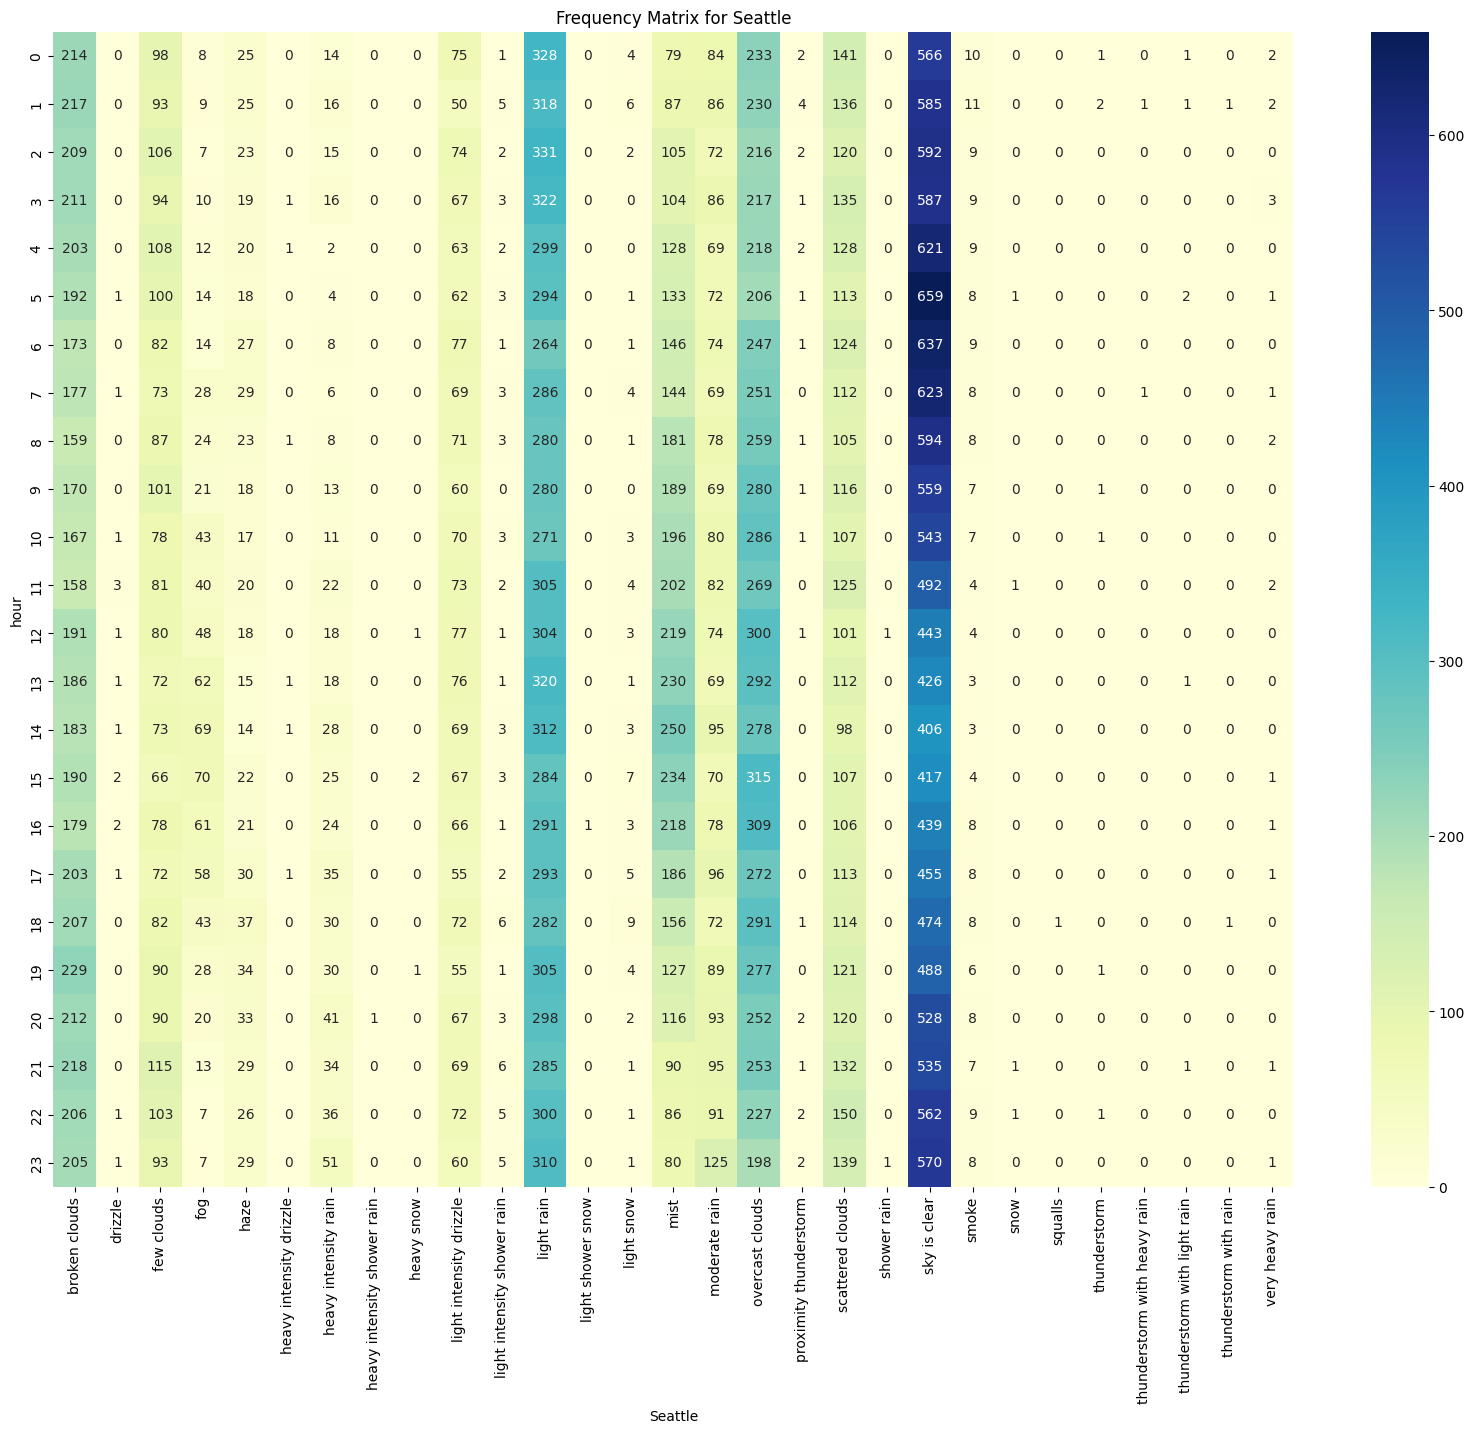 Frequency Matrix for Seattle
0 214 0 98 8 25 0 14 0 0 75 1 328 0 4 79 84 233 2 141 0 566 10 0 0 1 0 1 0 2
1 217 0 93 9 25 0 16 0 0 50 5 318 0 6 87 86 230 4 136 0 585 11 0 0 2 1 1 1 2
2 209 0 106 7 23 0 15 0 0 74 2 331 0 2 105 72 216 2 120 0 592 9 0 0 0 0 0 0 0
3 211 0 94 10 19 1 16 0 0 67 3 322 0 0 104 86 217 1 135 0 587 9 0 0 0 0 0 0 3
4 203 0 108 12 20 1 2 0 0 63 2 299 0 0 128 69 218 2 128 0 621 9 0 0 0 0 0 0 0
5 192 1 100 14 18 0 4 0 0 62 3 294 0 1 133 72 206 1 113 0 659 8 1 0 0 0 2 0 1
6 173 0 82 14 27 0 8 0 0 77 1 264 0 1 146 74 247 1 124 0 637 9 0 0 0 0 0 0 0
7 177 1 73 28 29 0 6 0 0 69 3 286 0 4 144 69 251 0 112 0 623 8 0 0 0 1 0 0 1
8 159 0 87 24 23 1 8 0 0 71 3 280 0 1 181 78 259 1 105 0 594 8 0 0 0 0 0 0 2
9 170 0 101 21 18 0 13 0 0 60 0 280 0 0 189 69 280 1 116 0 559 7 0 0 1 0 0 0 0
10 167 1 78 43 17 0 11 0 0 70 3 271 0 3 196 80 286 0 107 0 543 7 0 0 1 0 0 0 0
11 158 3 81 40 20 0 22 0 0 73 2 305 0 4 202 82 269 0 125 0 492 4 1 0 0 0 0 0 2
12 191 1 80 48 18 0 18 0 1 77 1 304 0 3 219 74 300 1 101 1 443 4 0 0 0 0 0 0 0
13 186 1 72 62 15 1 18 0 0 76 1 320 0 1 230 69 292 0 112 0 426 3 0 0 0 0 1 0 0
14 183 1 73 69 14 1 28 0 0 69 3 312 0 3 250 95 278 0 98 0 406 3 0 0 0 0 0 0 0
15 190 2 66 70 22 0 25 0 2 67 3 284 0 7 234 70 315 0 107 0 417 4 0 0 0 0 0 0 1
16 179 2 78 61 21 0 24 0 0 66 1 291 1 3 218 78 309 0 106 0 439 8 0 0 0 0 0 0 1
17 203 1 72 58 30 1 35 0 0 55 2 293 0 5 186 96 272 0 113 0 455 8 0 0 0 0 0 0 1
18 207 0 82 43 37 0 30 0 0 72 6 282 0 9 156 72 291 1 114 0 474 8 0 1 0 0 0 1 0
19 229 0 90 28 34 0 30 0 1 55 1 305 0 4 127 89 277 0 121 0 488 6 0 0 1 0 0 0 0
20 212 0 90 20 33 0 41 1 0 67 3 298 0 2 116 93 252 2 120 0 528 8 0 0 0 0 0 0 0
21 218 0 115 13 29 0 34 0 0 69 6 285 0 1 90 95 253 1 132 0 535 7 1 0 0 0 1 0 1
22 206 1 103 7 26 0 36 0 0 72 5 300 0 1 86 91 227 2 150 0 562 9 1 0 1 0 0 0 0
23 205 1 93 7 29 0 51 0 0 60 5 310 0 1 80 125 198 2 139 1 570 8 0 0 0 0 0 0 1
hour
broken clouds
drizzle
few clouds
fog
haze
heavy intensity drizzle
heavy intensity rain
heavy intensity shower rain
heavy snow
light intensity drizzle
light intensity shower rain
light rain
light shower snow
light snow
mist
moderate rain
overcast clouds
proximity thunderstorm
scattered clouds
shower rain
sky is clear
smoke
snow
squalls
thunderstorm
thunderstorm with heavy rain
thunderstorm with light rain
thunderstorm with rain
very heavy rain
Seattle
600
500
400
300
200
100
0